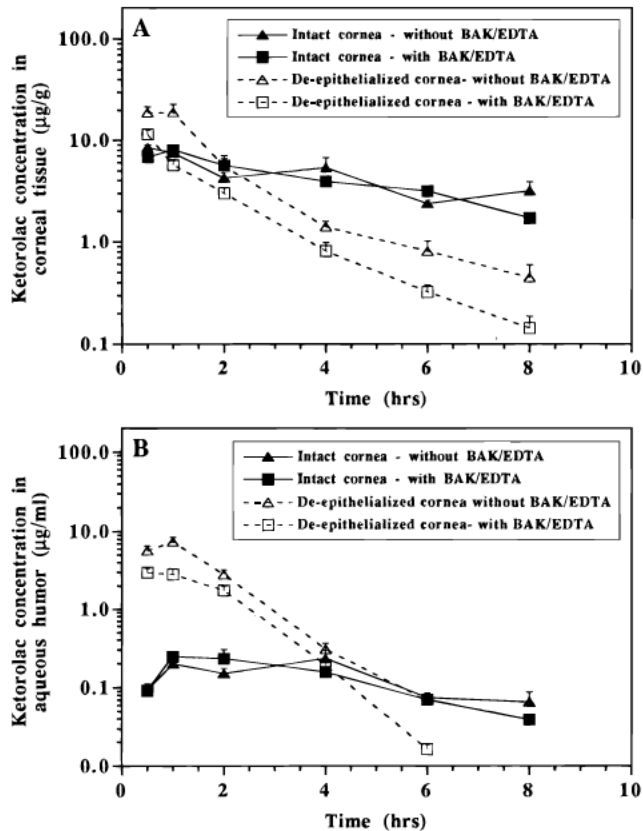 A
Intact cornea - without BAK/EDTA
Intact cornea - with BAK/EDTA
De-epithelialized cornea- without BAK/EDTA
De-epithelialized cornea - with BAK/EDTA
Ketorolac concentration in
corneal tissue (µg/g)
100.0
10.0
1.0
0.1
0 2 4 6 8 10
Time (hrs)
B
Intact cornea - without BAK/EDTA
Intact cornea - with BAK/EDTA
De-epithelialized cornea without BAK/EDTA
De-epithelialized cornea- with BAK/EDTA
Ketorolac concentration in
aqueous humor (µg/ml)
100.0
10.0
1.0
0.1
0.0
0 2 4 6 8 10
Time (hrs)